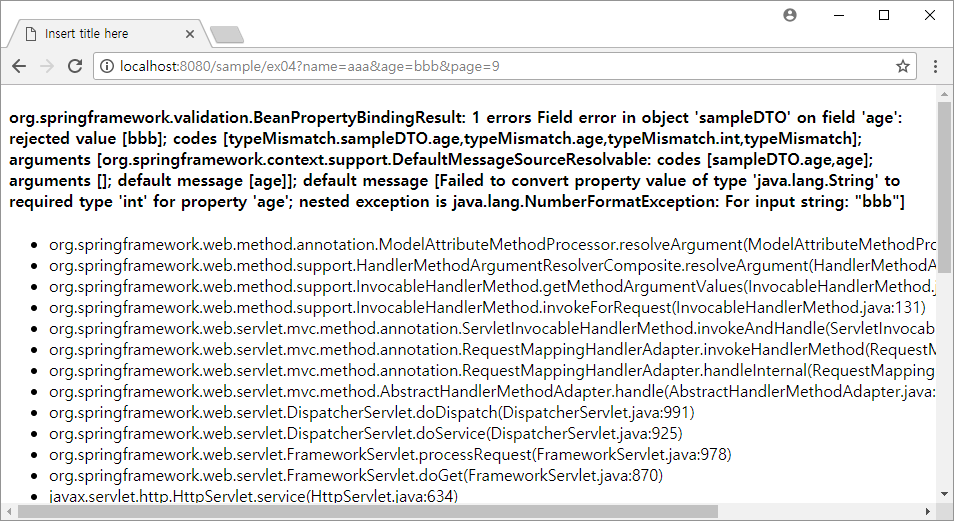 Insert title here
localhost:8080/sample/ex04?name=aaa&age=bbb&page=9
org.springframework.validation.BeanPropertyBindingResult: 1 errors Field error in object 'sampleDTO' on field 'age':
rejected value [bbb]; codes [typeMismatch.sampleDTO.age,typeMismatch.age,typeMismatch.int,typeMismatch];
arguments [org.springframework.context.support.DefaultMessageSourceResolvable: codes [sampleDTO.age,age];
arguments []; default message [age]]; default message [Failed to convert property value of type 'java.lang.String' to
required type 'int' for property 'age'; nested exception is java.lang.NumberFormatException: For input string: "bbb"]
org.springframework.web.method.annotation.ModelAttributeMethodProcessor.resolveArgument(ModelAttributeMethodPro
org.springframework.web.method.support.HandlerMethodArgumentResolverComposite.resolveArgument(HandlerMethodA
org.springframework.web.method.support.InvocableHandlerMethod.getMethodArgumentValues(InvocableHandlerMethod.j
org.springframework.web.method.support.InvocableHandlerMethod.invokeForRequest(InvocableHandlerMethod.java:131)
org.springframework.web.servlet.mvc.method.annotation.ServletInvocableHandlerMethod.invokeAndHandle(ServletInvocab
org.springframework.web.servlet.mvc.method.annotation.RequestMappingHandlerAdapter.invokeHandlerMethod(RequestM
org.springframework.web.servlet.mvc.method.annotation.RequestMappingHandlerAdapter.handleInternal(RequestMapping
org.springframework.web.servlet.mvc.method.AbstractHandlerMethodAdapter.handle(AbstractHandlerMethodAdapter.java:
org.springframework.web.servlet.DispatcherServlet.doDispatch(DispatcherServlet.java:991)
org.springframework.web.servlet.DispatcherServlet.doService(DispatcherServlet.java:925)
org.springframework.web.servlet.FrameworkServlet.processRequest(FrameworkServlet.java:978)
org.springframework.web.servlet.FrameworkServlet.doGet(FrameworkServlet.java:870)
javax.servlet.http.HttpServlet.service(HttpServlet.java:634)